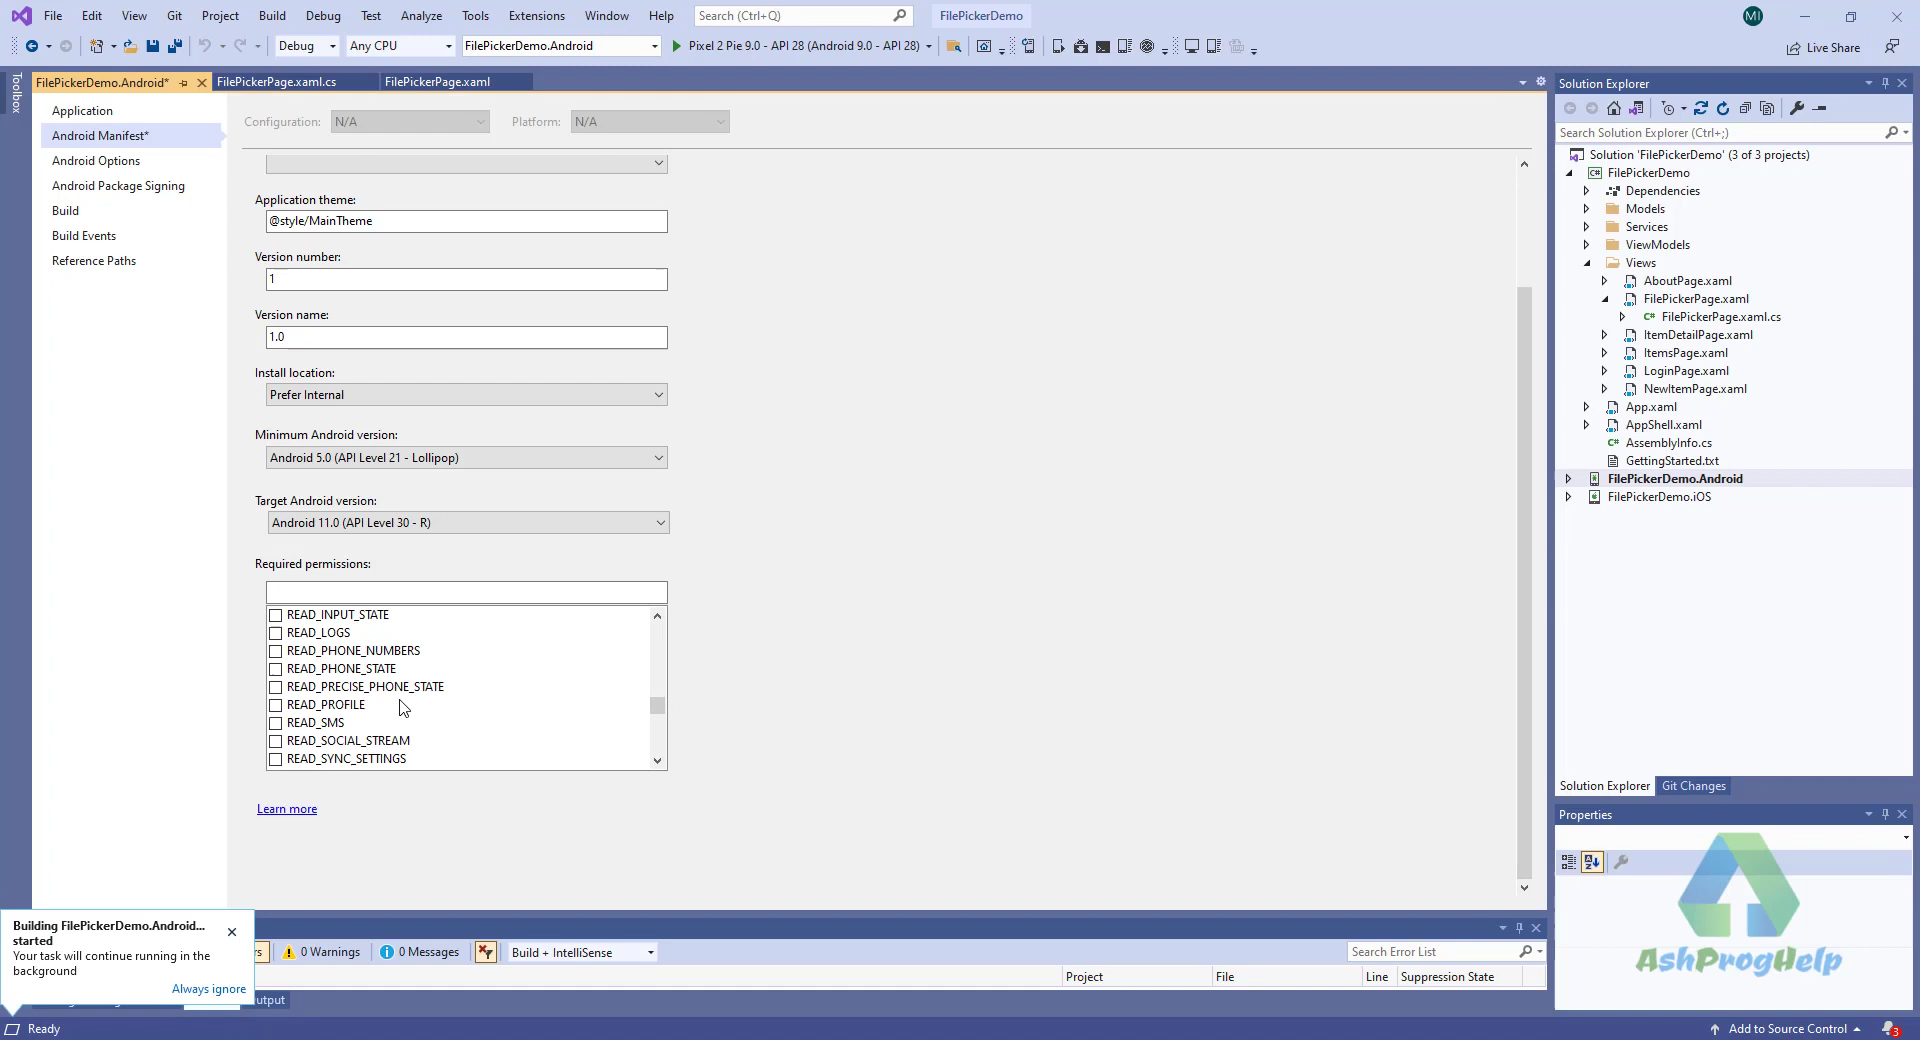 File Edit View Git Project Build Debug Test Analyze Tools Extensions Window Help Search (Ctrl+Q) FilePickerDemo MI
Debug Any CPU FilePickerDemo.Android Pixel 2 Pie 9.0 - API 28 (Android 9.0 - API 28) Live Share
Toolbox
FilePickerDemo.Android* FilePickerPage.xaml.cs FilePickerPage.xaml
Application
Android Manifest*
Android Options
Android Package Signing
Build
Build Events
Reference Paths
Configuration: N/A Platform: N/A
Application theme:
@style/MainTheme
Version number:
1
Version name:
1.0
Install location:
Prefer Internal
Minimum Android version:
Android 5.0 (API Level 21 - Lollipop)
Target Android version:
Android 11.0 (API Level 30 - R)
Required permissions:
READ_INPUT_STATE
READ_LOGS
READ_PHONE_NUMBERS
READ_PHONE_STATE
READ_PRECISE_PHONE_STATE
READ_PROFILE
READ_SMS
READ_SOCIAL_STREAM
READ_SYNC_SETTINGS
Learn more
Solution Explorer
Search Solution Explorer (Ctrl+;)
Solution 'FilePickerDemo' (3 of 3 projects)
C# FilePickerDemo
Dependencies
Models
Services
ViewModels
Views
AboutPage.xaml
FilePickerPage.xaml
C# FilePickerPage.xaml.cs
ItemDetailPage.xaml
ItemsPage.xaml
LoginPage.xaml
NewItemPage.xaml
App.xaml
AppShell.xaml
C# AssemblyInfo.cs
GettingStarted.txt
FilePickerDemo.Android
FilePickerDemo.iOS
Solution Explorer Git Changes
Properties
AshProgHelp
Building FilePickerDemo.Android...
started
Your task will continue running in the
background
Always ignore
0 Warnings 0 Messages Build + IntelliSense Search Error List
Project File Line Suppression State
Ready Add to Source Control 3